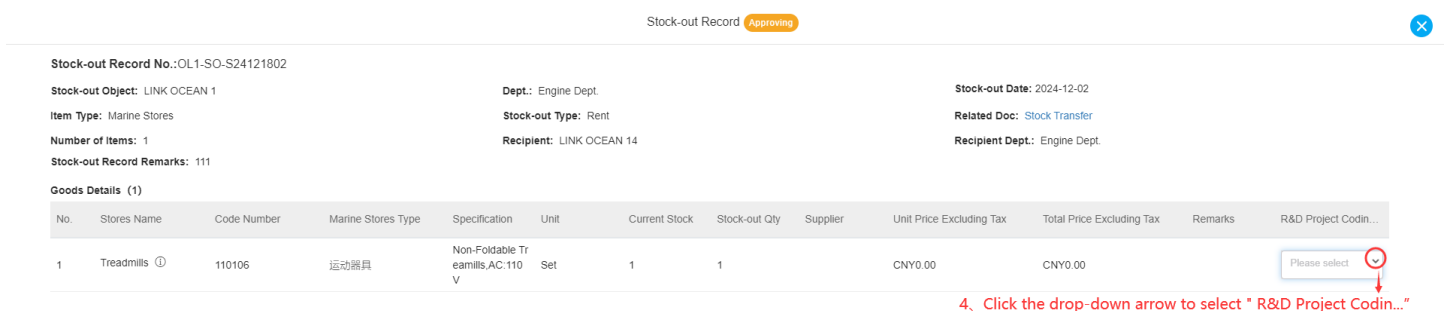 Stock-out Record Approving
Stock-out Record No.:OL1-SO-S24121802
Stock-out Object: LINK OCEAN 1 Dept.: Engine Dept. Stock-out Date: 2024-12-02
Item Type: Marine Stores Stock-out Type: Rent Related Doc: Stock Transfer
Number of Items: 1 Recipient: LINK OCEAN 14 Recipient Dept.: Engine Dept.
Stock-out Record Remarks: 111
Goods Details (1)
No. Stores Name Code Number Marine Stores Type Specification Unit Current Stock Stock-out Qty Supplier Unit Price Excluding Tax Total Price Excluding Tax Remarks R&D Project Codin...
Non-Foldable Tr
1 Treadmills 110106 运动器具 eamills,AC:110 Set 1 1 CNY0.00 CNY0.00 Please select
V
4、Click the drop-down arrow to select " R&D Project Codin..."